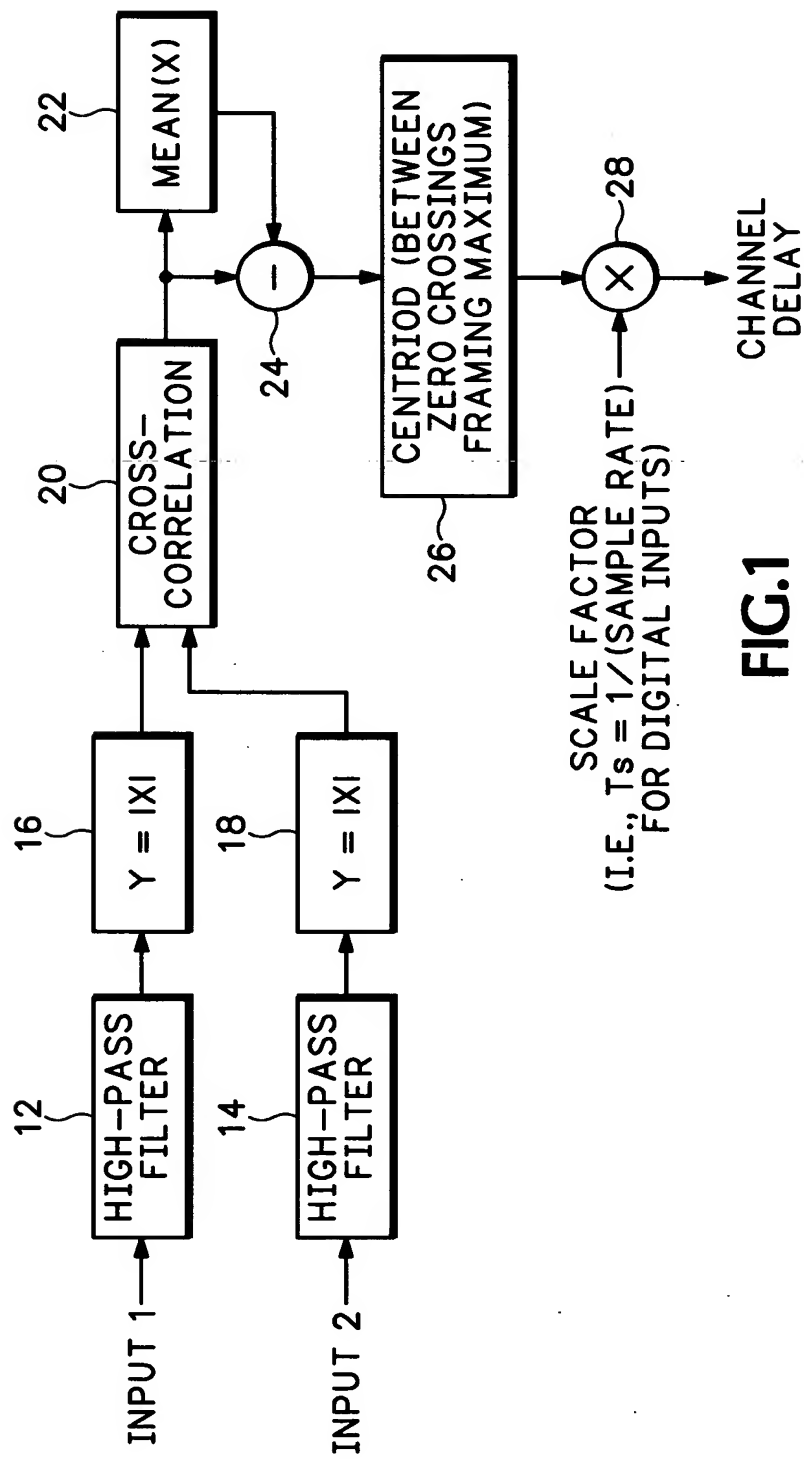 INPUT 1
12
HIGH-PASS
FILTER
16
Y = |X|
INPUT 2
14
HIGH-PASS
FILTER
18
Y = |X|
20
CROSS-
CORRELATION
22
MEAN(X)
24
-
26
CENTRIOD (BETWEEN
ZERO CROSSINGS
FRAMING MAXIMUM)
SCALE FACTOR
(I.E., Ts = 1/(SAMPLE RATE)
FOR DIGITAL INPUTS)
X
28
CHANNEL
DELAY
FIG.1